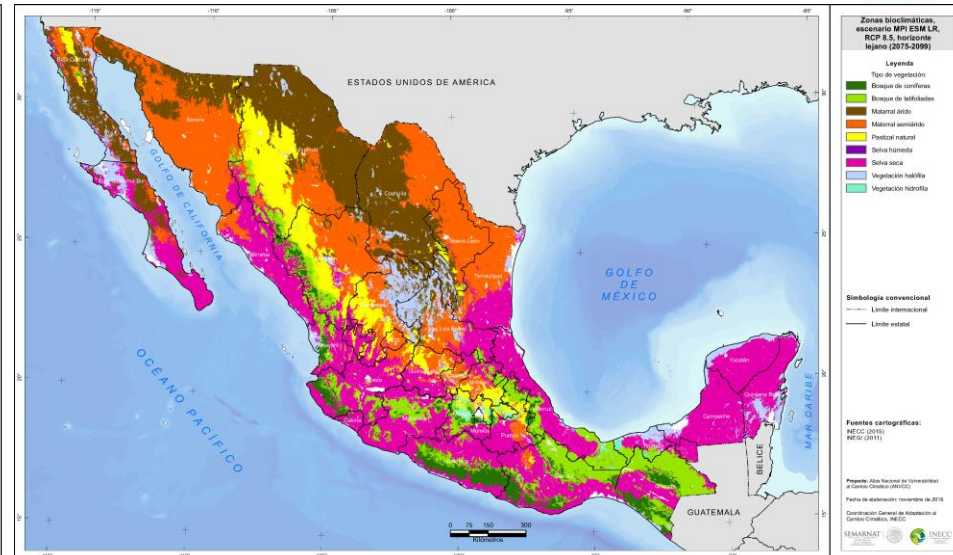 -115° -110° -105° -100° -95° -90° -85°
ESTADOS UNIDOS DE AMÉRICA
Sonora
Coahuila
Nuevo León
Tamaulipas
GOLFO DE CALIFORNIA
GOLFO
DE
MÉXICO
OCÉANO PACÍFICO
Yucatán
Quintana Roo
Campeche
Colima
Morelos
Puebla
MAR CARIBE
BELICE
GUATEMALA
0 75 150 300
Kilómetros
Zonas bioclimáticas,
escenario MPI ESM LR,
RCP 8.5, horizonte
lejano (2075-2099)
Leyenda
Tipo de vegetación:
Bosque de coníferas
Bosque de latifoliadas
Matorral árido
Matorral semiárido
Pastizal natural
Selva húmeda
Selva seca
Vegetación halófila
Vegetación hidrófila
Simbología convencional
Límite internacional
Límite estatal
Fuentes cartográficas:
INECC (2015)
INEGI (2011)
Proyecto: Atlas Nacional de Vulnerabilidad
al Cambio Climático (ANVCC)
Fecha de elaboración: noviembre de 2016
Coordinación General de Adaptación al
Cambio Climático, INECC
SEMARNAT
INECC